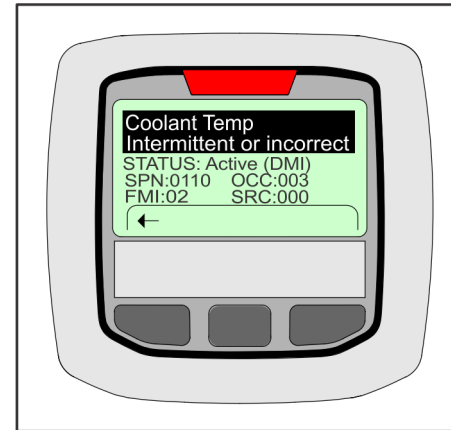 Coolant Temp
Intermittent or incorrect
STATUS: Active (DMI)
SPN:0110 OCC:003
FMI:02 SRC:000